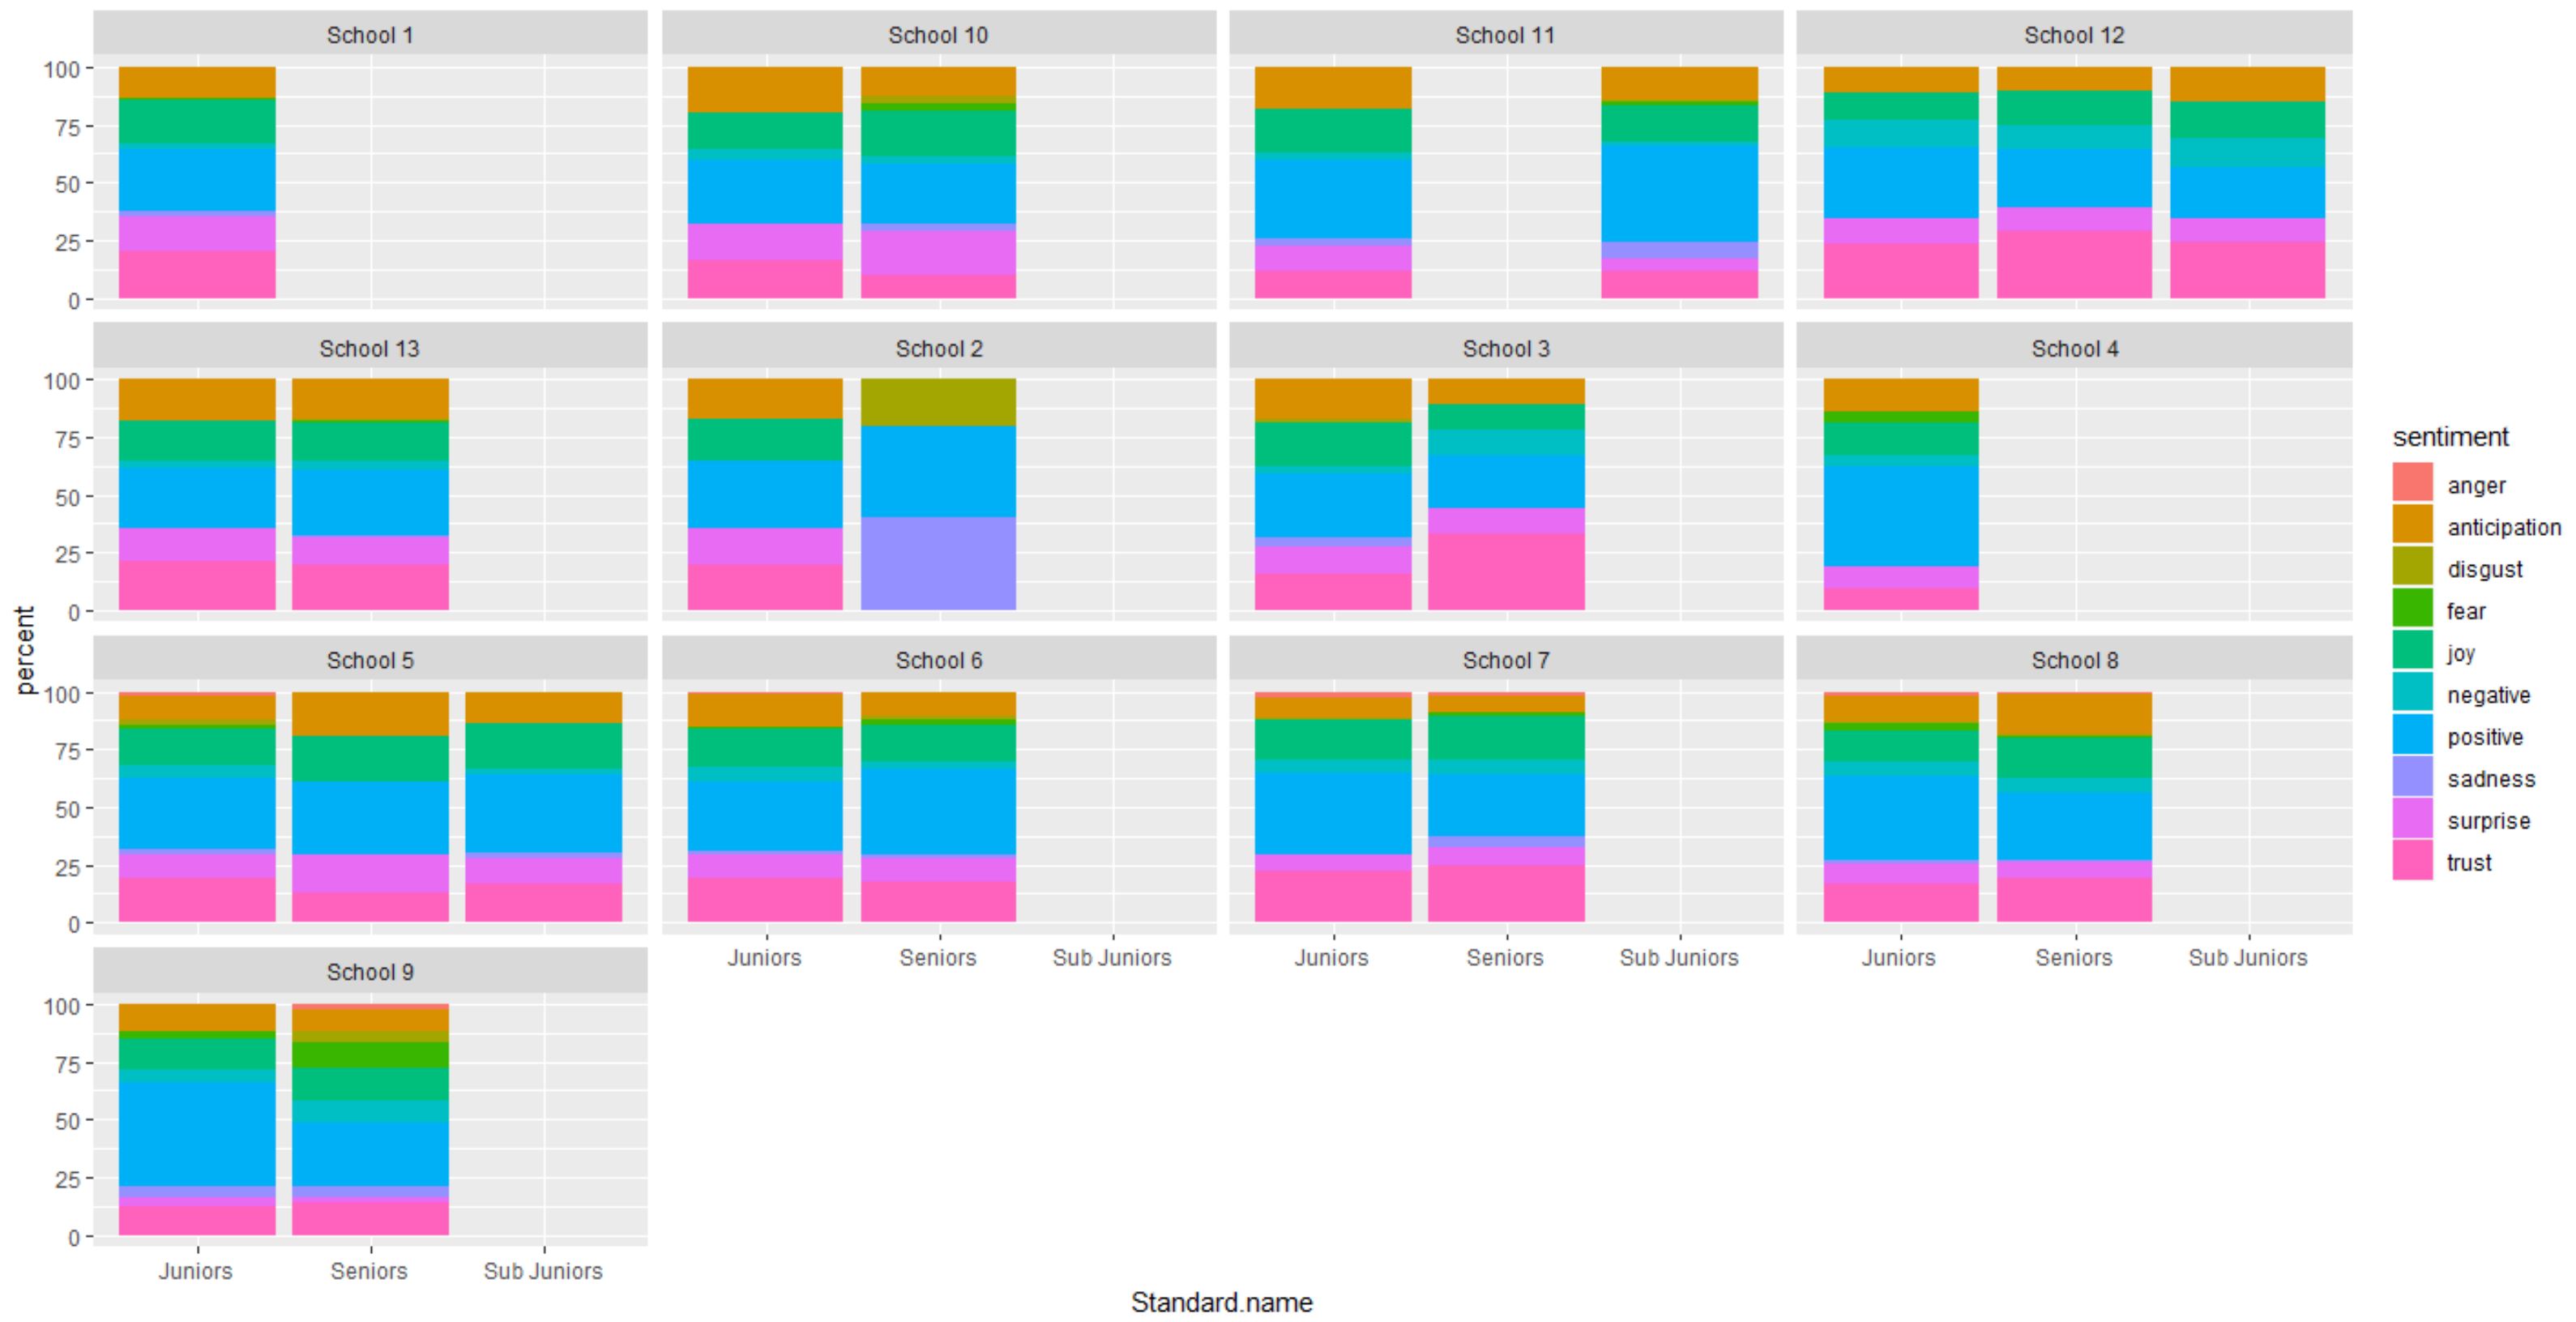 School 1
School 10
School 11
School 12
100
75
50
25
0
School 13
School 2
School 3
School 4
100
75
50
25
0
School 5
School 6
School 7
School 8
100
75
50
25
0
Juniors Seniors Sub Juniors
Juniors Seniors Sub Juniors
Juniors Seniors Sub Juniors
School 9
100
75
50
25
0
Juniors Seniors Sub Juniors
percent
Standard.name
sentiment
anger
anticipation
disgust
fear
joy
negative
positive
sadness
surprise
trust